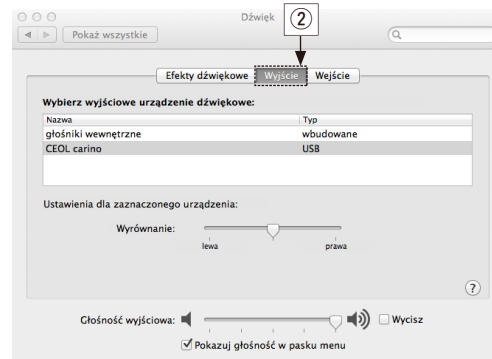 Dźwięk
②
Pokaż wszystkie
Efekty dźwiękowe Wyjście Wejście
Wybierz wyjściowe urządzenie dźwiękowe:
Nazwa Typ
głośniki wewnętrzne wbudowane
CEOL carino USB
Ustawienia dla zaznaczonego urządzenia:
Wyrównanie:
lewa prawa
?
Głośność wyjściowa: Wycisz
Pokazuj głośność w pasku menu